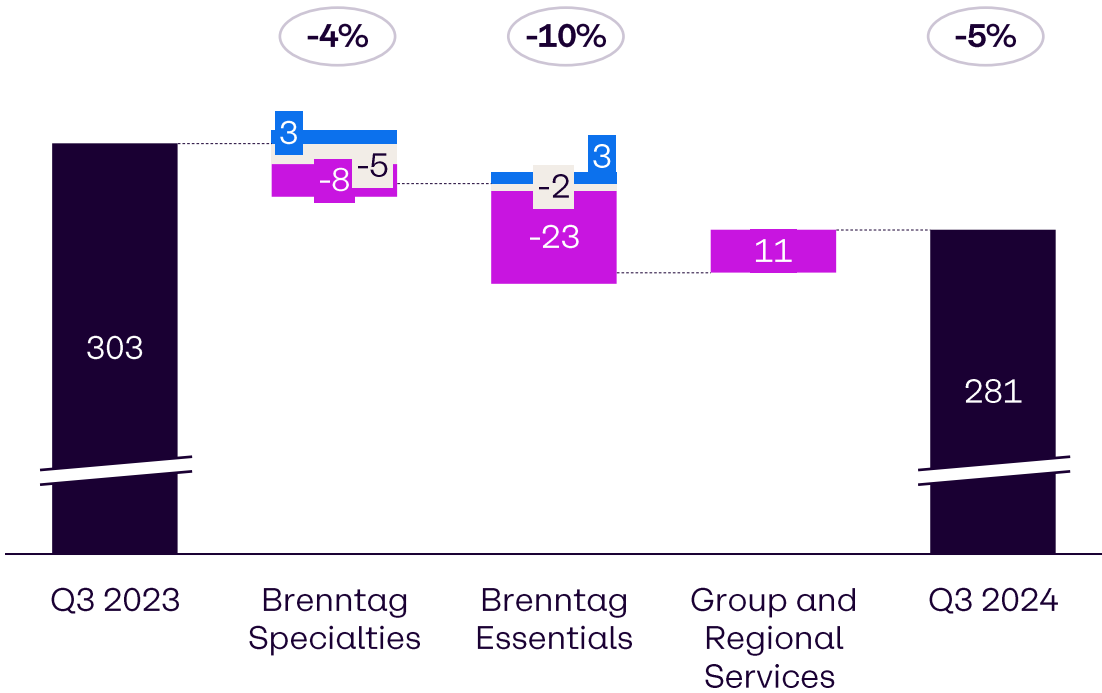 -4%
-10%
-5%
3
-5
-8
3
-2
-23
11
303
281
Q3 2023
Brenntag
Specialties
Brenntag
Essentials
Group and
Regional
Services
Q3 2024